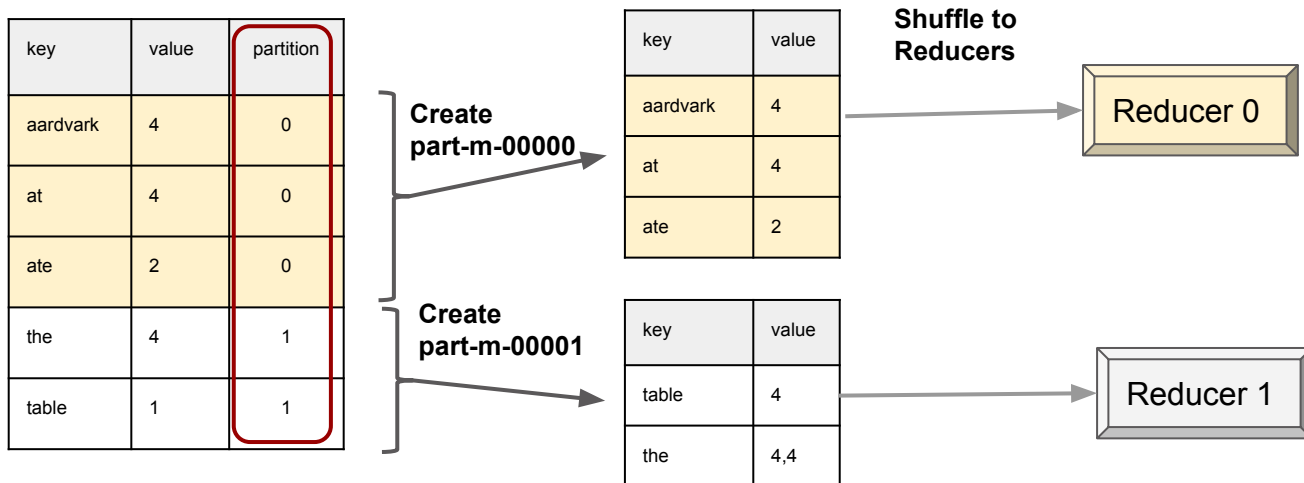 key value partition
aardvark 4 0
at 4 0
ate 2 0
the 4 1
table 1 1
Create
part-m-00000
Create
part-m-00001
key value
aardvark 4
at 4
ate 2
key value
table 4
the 4,4
Shuffle to
Reducers
Reducer 0
Reducer 1